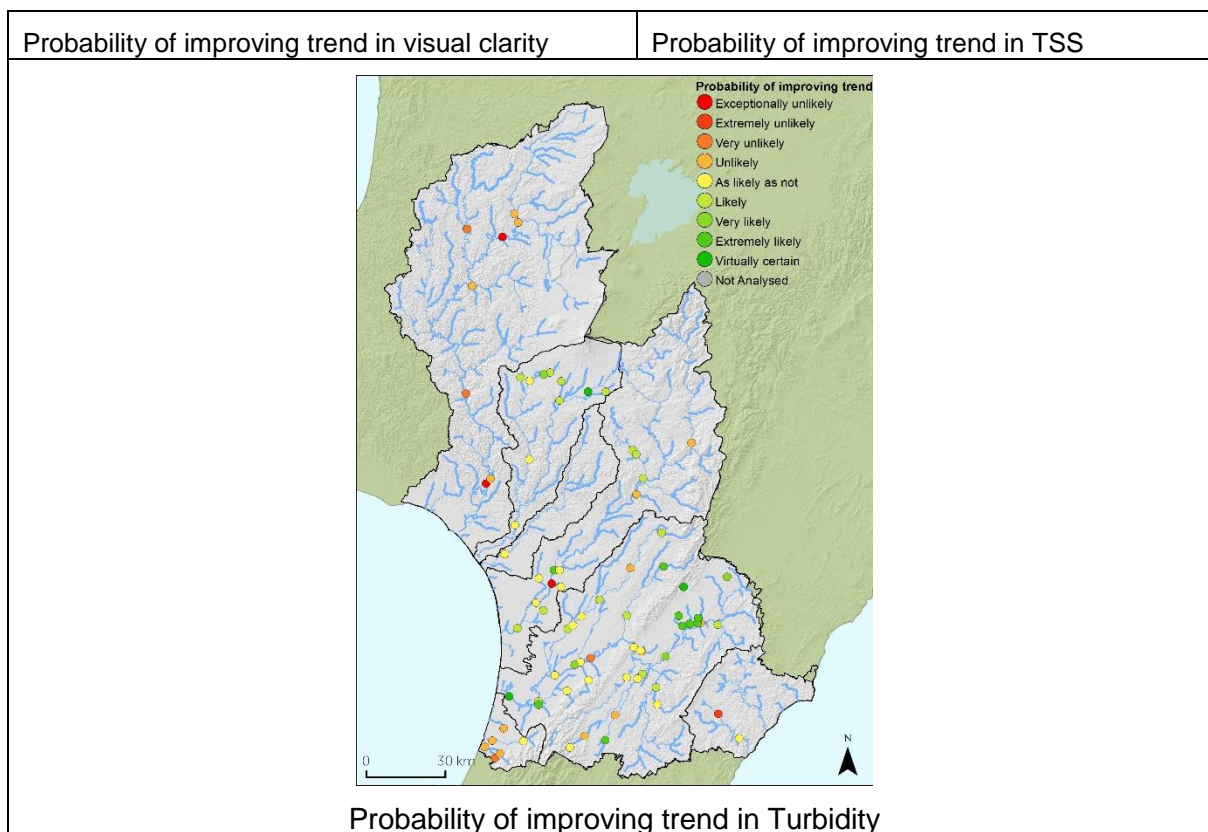 Probability of improving trend in visual clarity
Probability of improving trend in TSS
Probability of improving trend
Exceptionally unlikely
Extremely unlikely
Very unlikely
Unlikely
As likely as not
Likely
Very likely
Extremely likely
Virtually certain
Not Analysed
0 30 km
N
Probability of improving trend in Turbidity